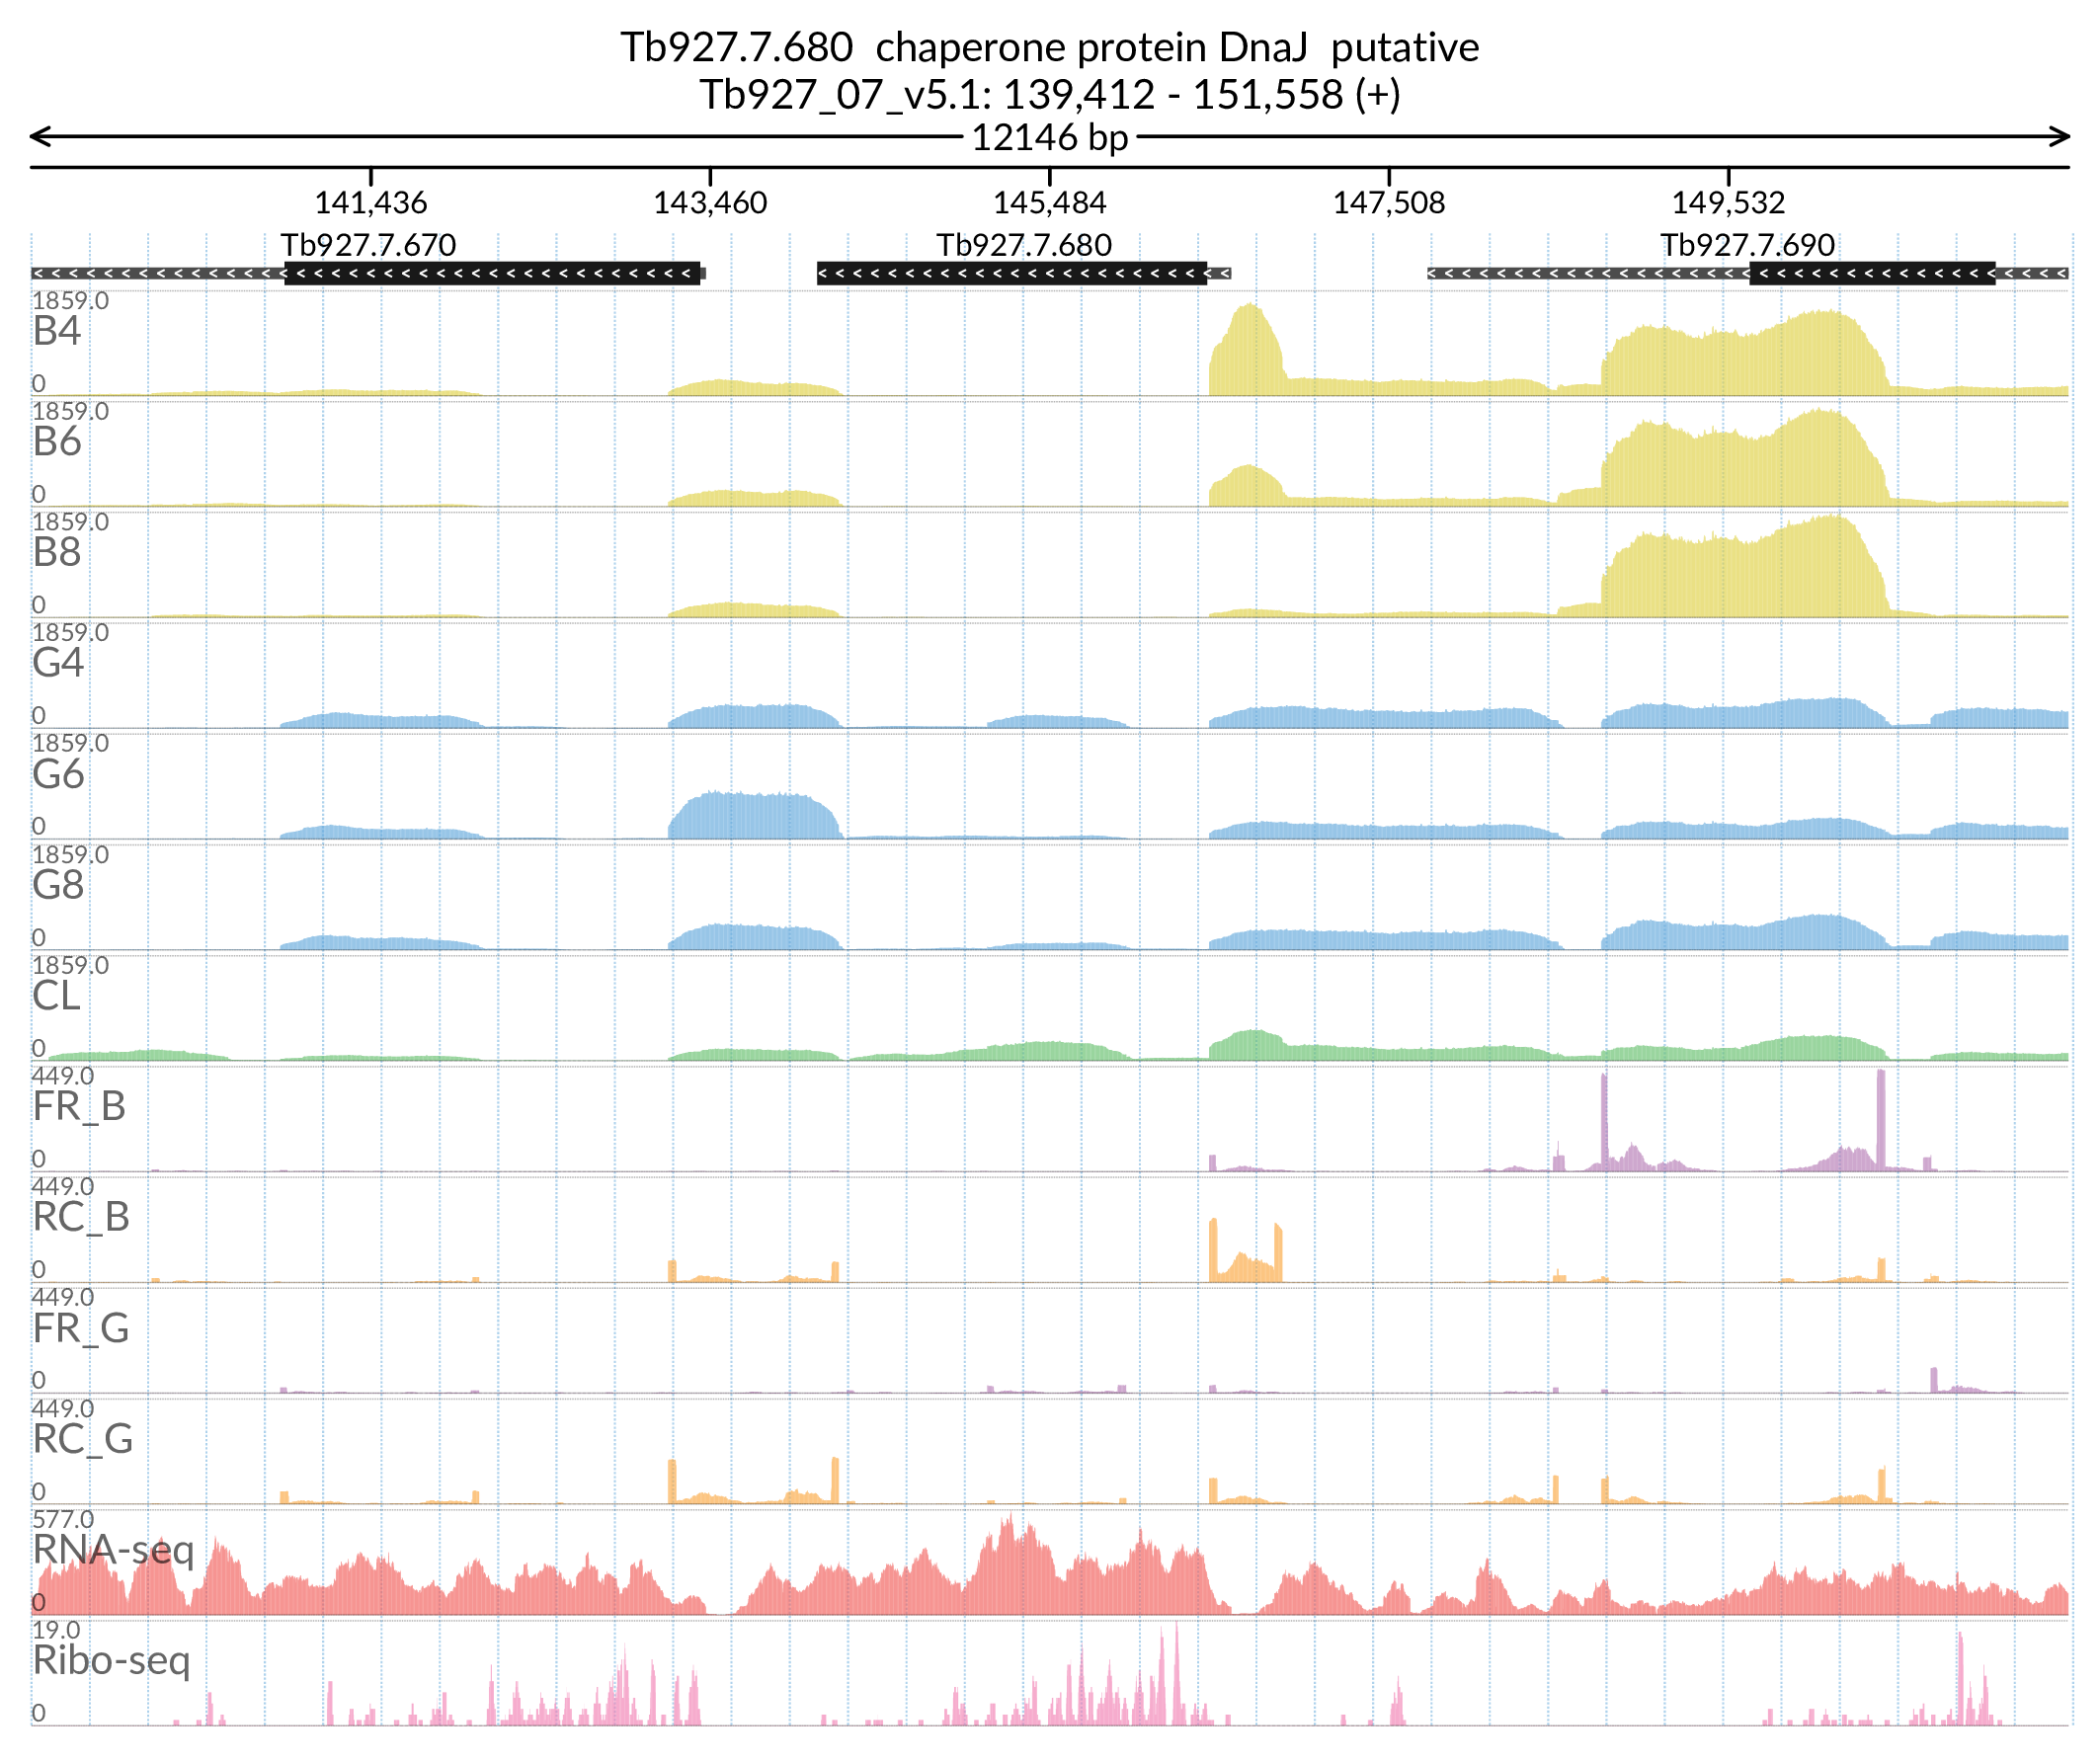 Tb927.7.680 chaperone protein DnaJ putative
Tb927_07_v5.1: 139,412 - 151,558 (+)
12146 bp
141,436 143,460 145,484 147,508 149,532
Tb927.7.670 Tb927.7.680 Tb927.7.690
1859.0
B4
0
1859.0
B6
0
1859.0
B8
0
1859.0
G4
0
1859.0
G6
0
1859.0
G8
0
1859.0
CL
0
449.0
FR_B
0
449.0
RC_B
0
449.0
FR_G
0
449.0
RC_G
0
577.0
RNA-seq
0
19.0
Ribo-seq
0